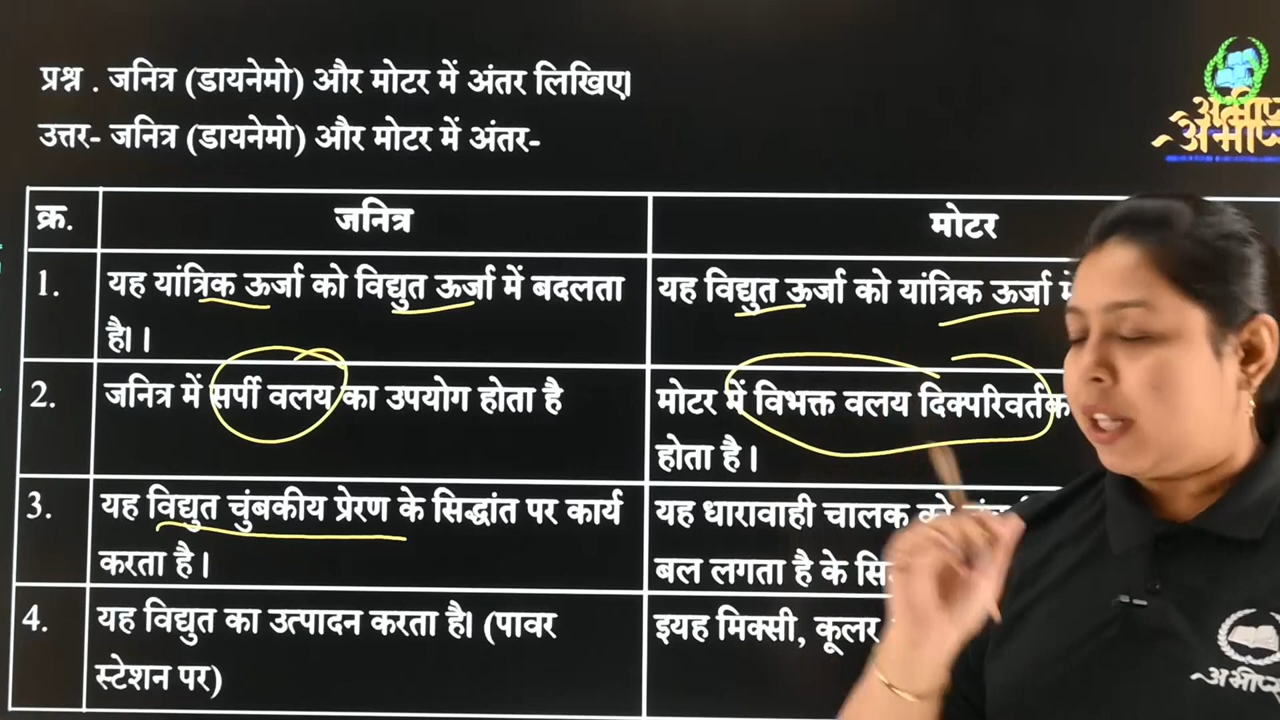 प्रश्न . जनित्र (डायनेमो) और मोटर में अंतर लिखिए।
उत्तर- जनित्र (डायनेमो) और मोटर में अंतर-
क्र. जनित्र मोटर
1. यह यांत्रिक ऊर्जा को विद्युत ऊर्जा में बदलता
है। ।
यह विद्युत ऊर्जा को यांत्रिक ऊर्जा
2. जनित्र में सर्पी वलय का उपयोग होता है
मोटर में विभक्त वलय दिक्परिवर्तक
होता है ।
3. यह विद्युत चुंबकीय प्रेरण के सिद्धांत पर कार्य
करता है ।
यह धारावाही चालक को
बल लगता है के
4. यह विद्युत का उत्पादन करता है। (पावर
स्टेशन पर)
इयह मिक्सी, कूलर